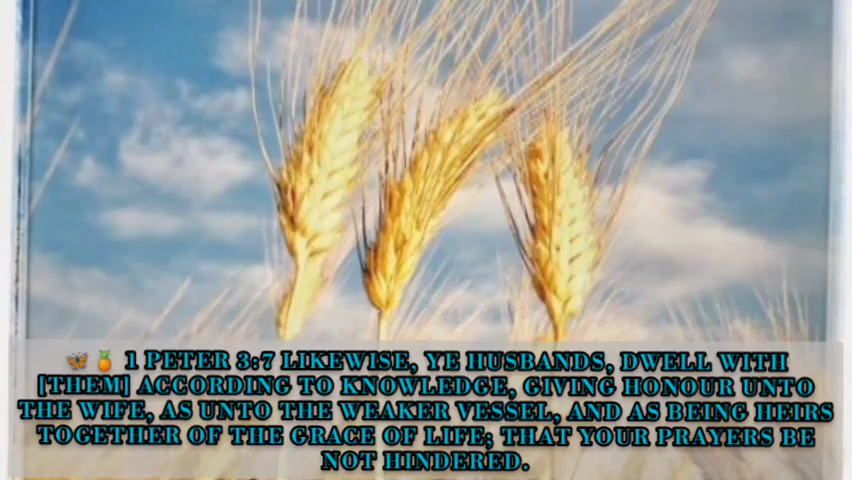 🦋🍍 1 PETER 3:7 LIKEWISE, YE HUSBANDS, DWELL WITH
[THEM] ACCORDING TO KNOWLEDGE, GIVING HONOUR UNTO
THE WIFE, AS UNTO THE WEAKER VESSEL, AND AS BEING HEIRS
TOGETHER OF THE GRACE OF LIFE; THAT YOUR PRAYERS BE
NOT HINDERED.